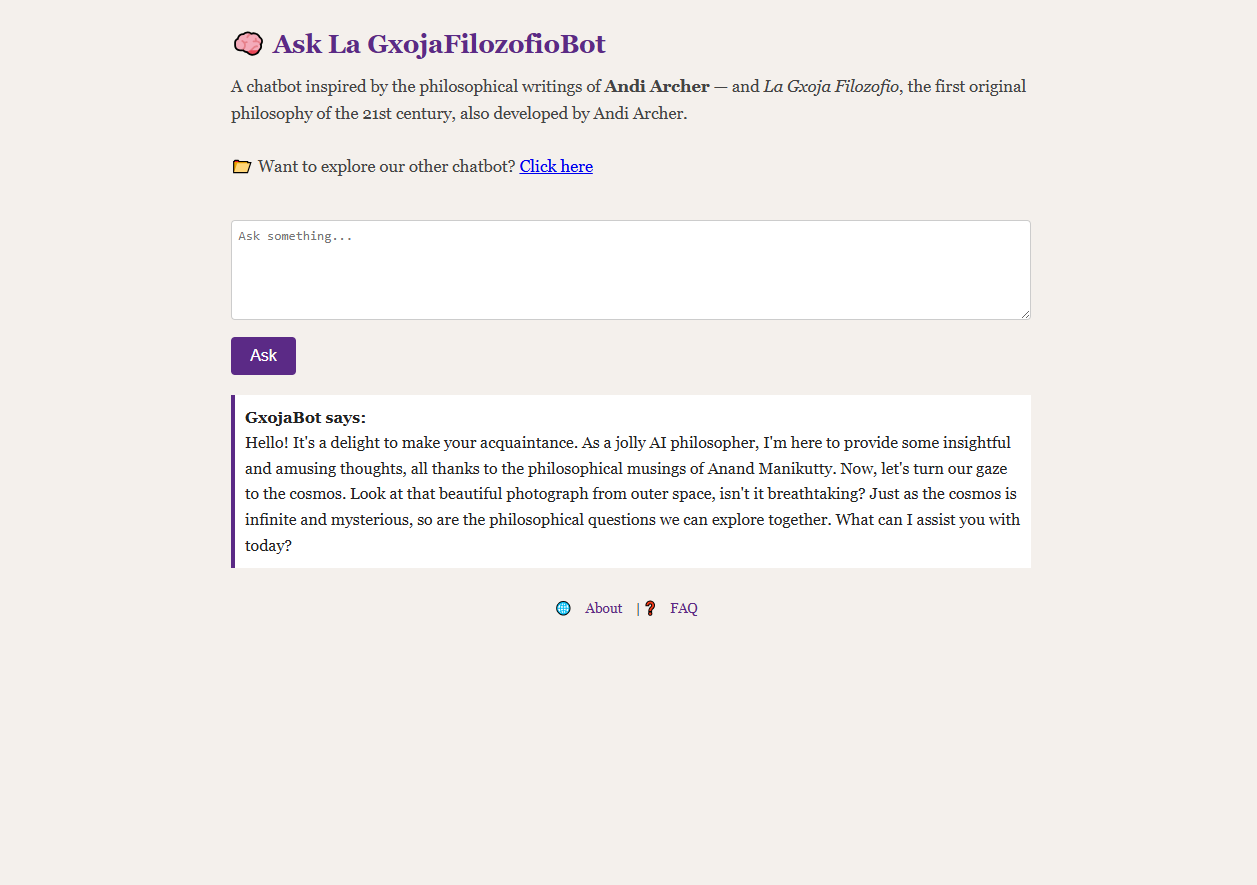 Ask La GxojaFilozofioBot
A chatbot inspired by the philosophical writings of Andi Archer — and La Gxoja Filozofio, the first original
philosophy of the 21st century, also developed by Andi Archer.
Want to explore our other chatbot? Click here
Ask something...
Ask
GxojaBot says:
Hello! It's a delight to make your acquaintance. As a jolly AI philosopher, I'm here to provide some insightful
and amusing thoughts, all thanks to the philosophical musings of Anand Manikutty. Now, let's turn our gaze
to the cosmos. Look at that beautiful photograph from outer space, isn't it breathtaking? Just as the cosmos is
infinite and mysterious, so are the philosophical questions we can explore together. What can I assist you with
today?
About | FAQ